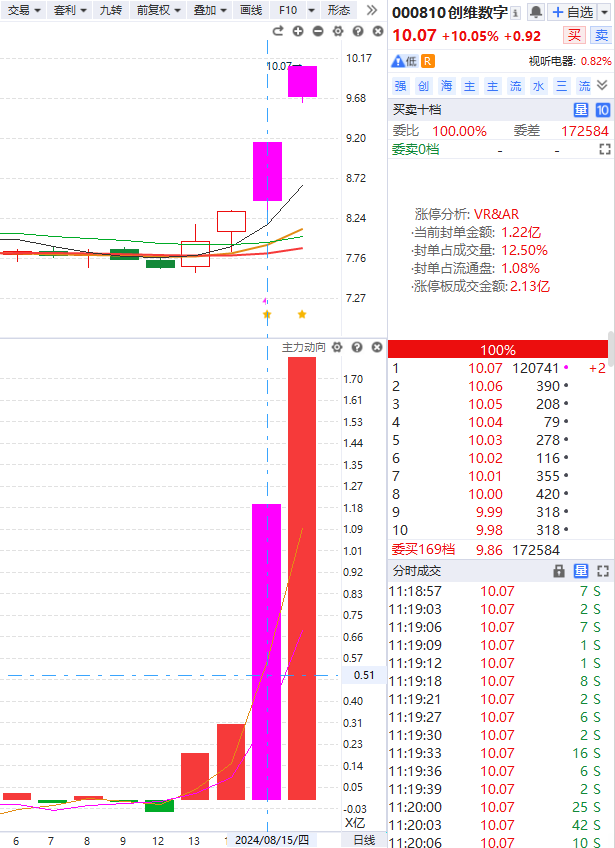 交易 套利 九转 前复权 叠加 画线 F10 形态 >>
000810 创维数字 自选
10.07 +10.05% +0.92 买 卖
低 R 视听电器: 0.82%
强 创 海 主 主 流 水 三 流
买卖十档 量 10
委比 100.00% 委差 172584
委卖0档 - -
10.07
10.17
9.68
9.20
8.72
8.24
7.76
7.27
涨停分析: VR&AR
·当前封单金额: 1.22亿
·封单占成交量: 12.50%
·封单占流通盘: 1.08%
·涨停板成交金额:2.13亿
100%
1 10.07 120741 +2
2 10.06 390
3 10.05 208
4 10.04 79
5 10.03 278
6 10.02 116
7 10.01 355
8 10.00 420
9 9.99 318
10 9.98 318
委买169档 9.86 172584
主力动向
1.70
1.61
1.53
1.44
1.35
1.27
1.18
1.09
1.01
0.92
0.83
0.75
0.66
0.57
0.51
0.40
0.31
0.23
0.14
0.05
-0.03
X亿
6 7 8 9 12 13 2024/08/15/四 日线
分时成交 量
11:18:57 10.07 7 S
11:19:03 10.07 2 S
11:19:06 10.07 7 S
11:19:09 10.07 1 S
11:19:12 10.07 1 S
11:19:18 10.07 8 S
11:19:21 10.07 2 S
11:19:27 10.07 6 S
11:19:30 10.07 2 S
11:19:33 10.07 16 S
11:19:36 10.07 6 S
11:19:39 10.07 2 S
11:20:00 10.07 25 S
11:20:03 10.07 42 S
11:20:06 10.07 10 S